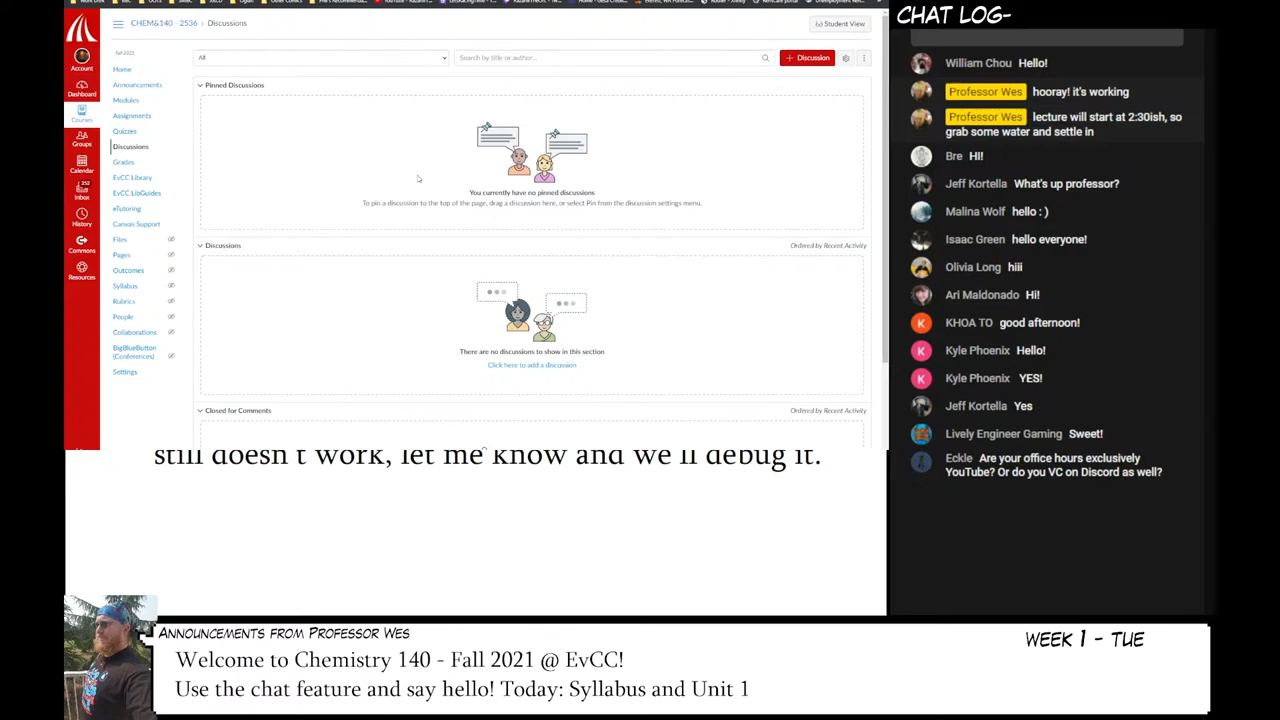 CHEM&140 - 2536 › Discussions
Student View
CHAT LOG-
Fall 2021
All
Search by title or author...
+ Discussion
Account
Dashboard
Courses
Groups
Calendar
252
Inbox
History
Commons
Resources
Home
Announcements
Modules
Assignments
Quizzes
Discussions
Grades
EvCC Library
EvCC LibGuides
eTutoring
Canvas Support
Files
Pages
Outcomes
Syllabus
Rubrics
People
Collaborations
BigBlueButton
(Conferences)
Settings
Pinned Discussions
You currently have no pinned discussions
To pin a discussion to the top of the page, drag a discussion here, or select Pin from the discussion settings menu.
Discussions
Ordered by Recent Activity
There are no discussions to show in this section
Click here to add a discussion
Closed for Comments
Ordered by Recent Activity
still doesn't work, let me know and we'll debug it.
William Chou Hello!
Professor Wes hooray! it's working
Professor Wes lecture will start at 2:30ish, so
grab some water and settle in
Bre HI!
Jeff Kortella What's up professor?
Malina Wolf hello : )
Isaac Green hello everyone!
Olivia Long hiii
Ari Maldonado Hi!
K KHOA TO good afternoon!
K Kyle Phoenix Hello!
K Kyle Phoenix YES!
Jeff Kortella Yes
Lively Engineer Gaming Sweet!
Eckle Are your office hours exclusively
YouTube? Or do you VC on Discord as well?
Announcements from Professor Wes
WEEK 1 - TUE
Welcome to Chemistry 140 - Fall 2021 @ EvCC!
Use the chat feature and say hello! Today: Syllabus and Unit 1